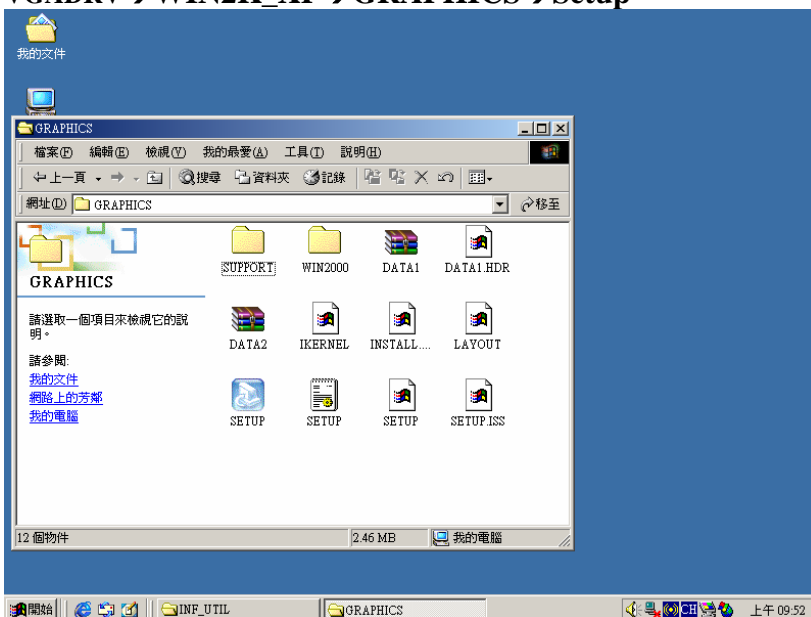 VGADRV→WIN2K_XP→GRAPHICS→Setup
我的文件
GRAPHICS
檔案(F) 編輯(E) 檢視(V) 我的最愛(A) 工具(T) 說明(H)
上一頁 搜尋 資料夾 記錄
網址(D) GRAPHICS 移至
GRAPHICS
請選取一個項目來檢視它的說
明。
請參閱:
我的文件
網路上的芳鄰
我的電腦
SUPPORT WIN2000 DATA1 DATA1.HDR
DATA2 IKERNEL INSTALL.... LAYOUT
SETUP SETUP SETUP SETUP.ISS
12 個物件 2.46 MB 我的電腦
開始 INF_UTIL GRAPHICS CH 上午 09:52